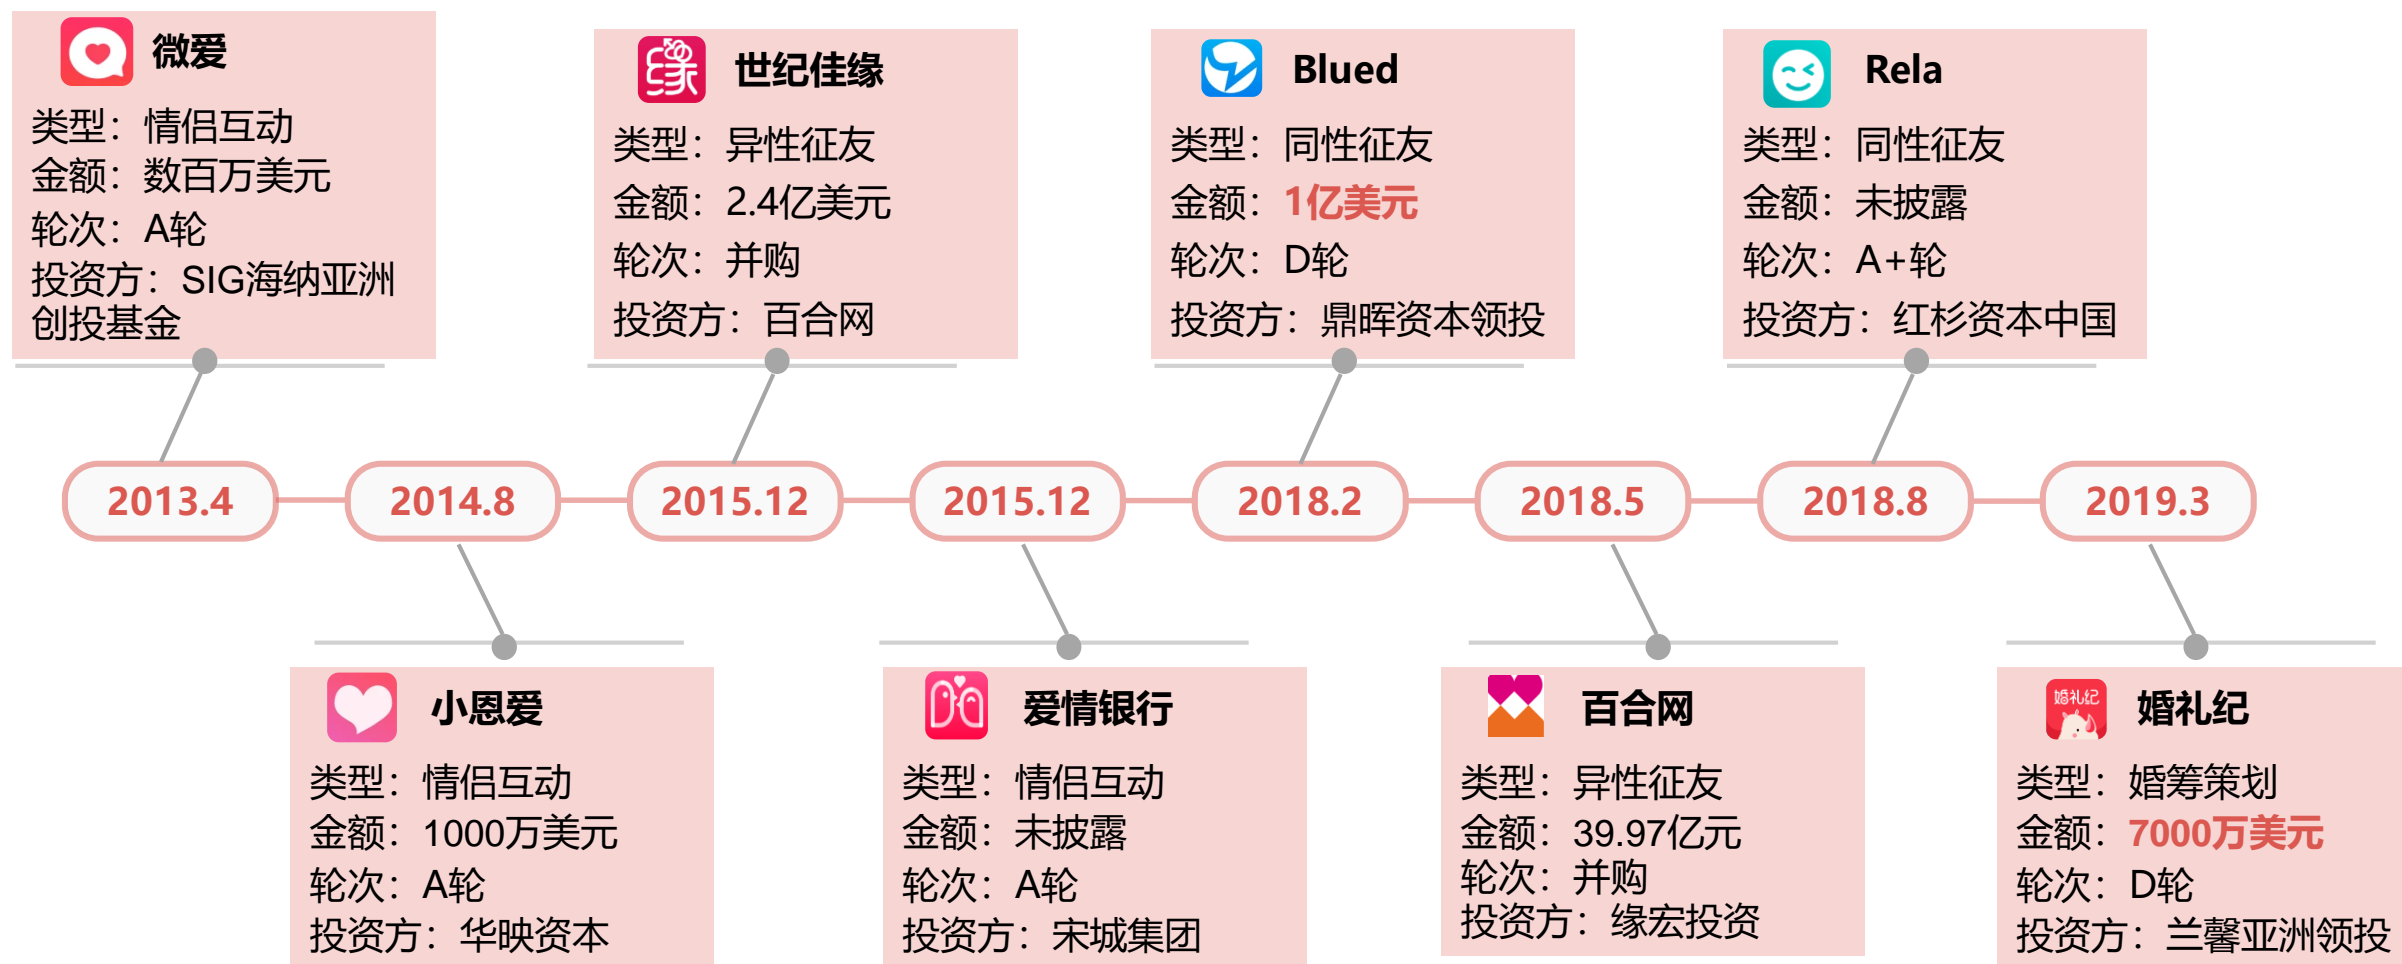 微爱
类型：情侣互动
金额：数百万美元
轮次：A轮
投资方：SIG海纳亚洲
创投基金
缘
世纪佳缘
类型：异性征友
金额：2.4亿美元
轮次：并购
投资方：百合网
Blued
类型：同性征友
金额：1亿美元
轮次：D轮
投资方：鼎晖资本领投
Rela
类型：同性征友
金额：未披露
轮次：A+轮
投资方：红杉资本中国
2013.4
2014.8
2015.12
2015.12
2018.2
2018.5
2018.8
2019.3
小恩爱
类型：情侣互动
金额：1000万美元
轮次：A轮
投资方：华映资本
爱情银行
类型：情侣互动
金额：未披露
轮次：A轮
投资方：宋城集团
百合网
类型：异性征友
金额：39.97亿元
轮次：并购
投资方：缘宏投资
婚礼纪
婚礼纪
类型：婚筹策划
金额：7000万美元
轮次：D轮
投资方：兰馨亚洲领投